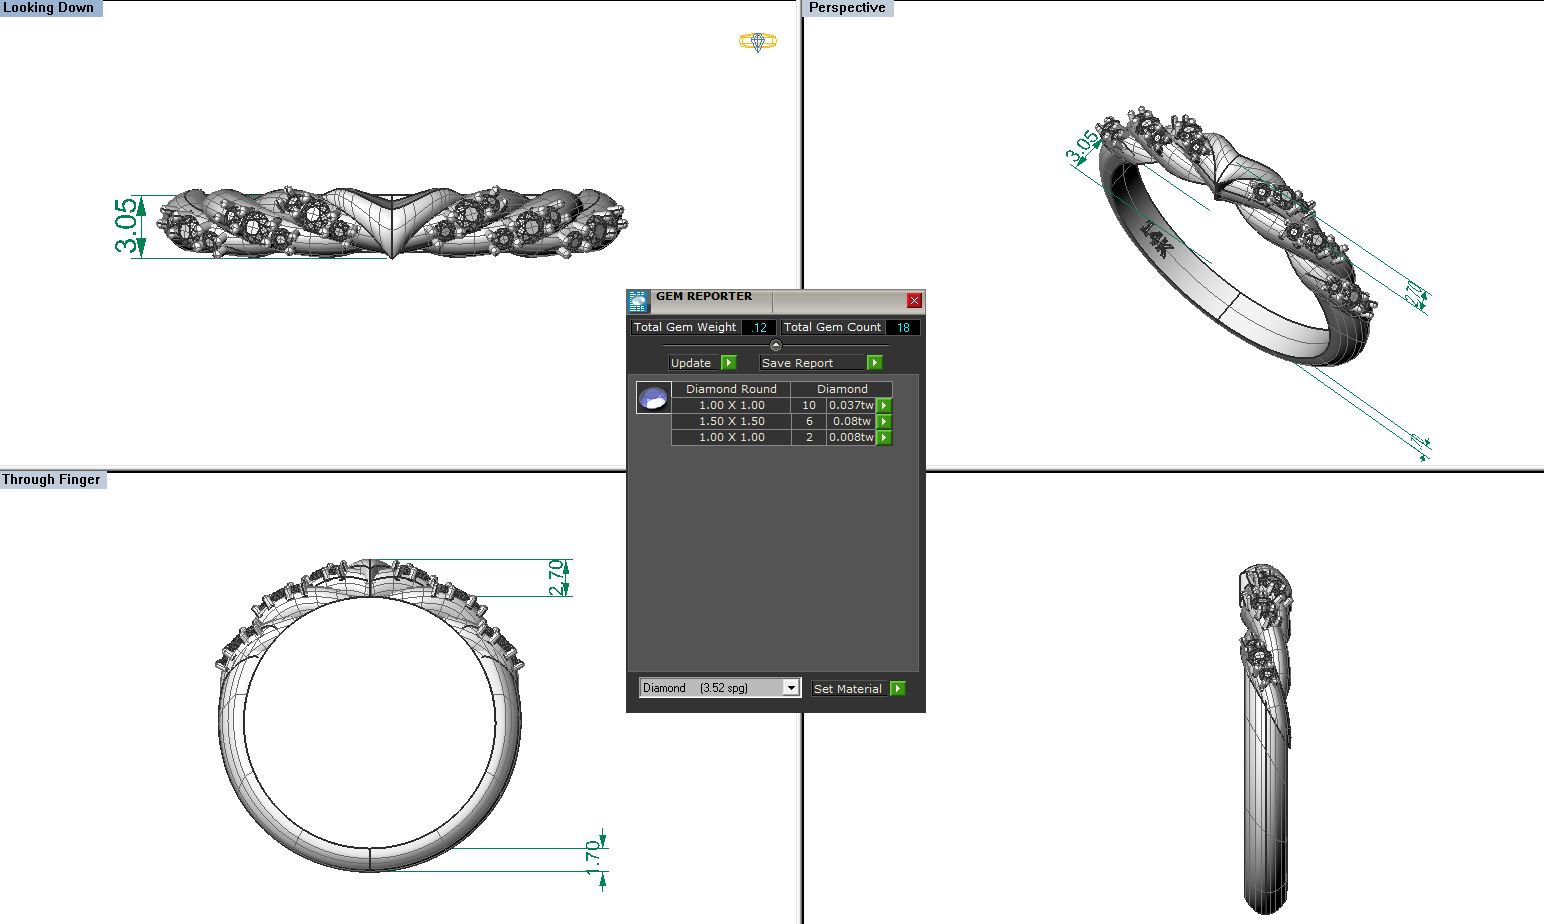 Looking Down
Perspective
3.05
3.05
14K
2.70
GEM REPORTER
Total Gem Weight .12 Total Gem Count 18
Update Save Report
Diamond Round Diamond
1.00 X 1.00 10 0.037tw
1.50 X 1.50 6 0.08tw
1.00 X 1.00 2 0.008tw
Diamond (3.52 spg) Set Material
Through Finger
2.70
1.70